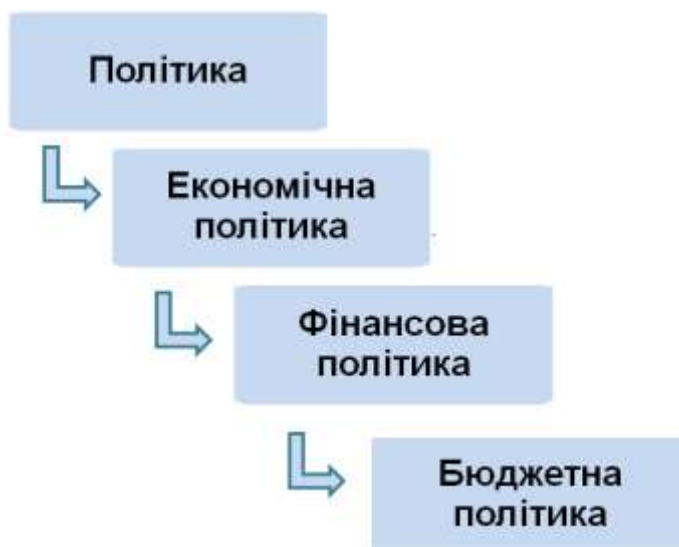 Політика
Економічна
політика
Фінансова
політика
Бюджетна
політика